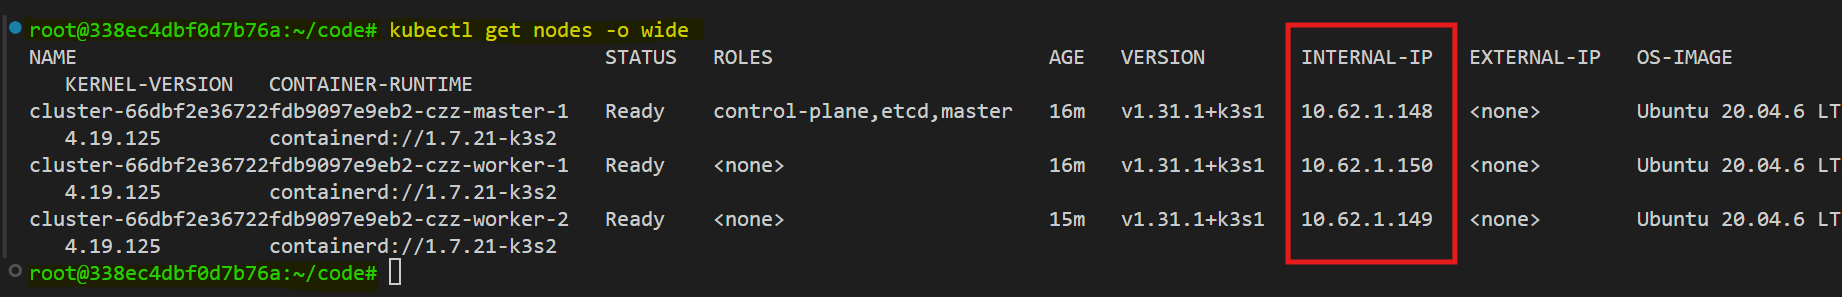 root@338ec4dbf0d7b76a:~/code# kubectl get nodes -o wide
NAME STATUS ROLES AGE VERSION INTERNAL-IP EXTERNAL-IP OS-IMAGE
KERNEL-VERSION CONTAINER-RUNTIME
cluster-66dbf2e36722fdb9097e9eb2-czz-master-1 Ready control-plane,etcd,master 16m v1.31.1+k3s1 10.62.1.148 <none> Ubuntu 20.04.6 LT
4.19.125 containerd://1.7.21-k3s2
cluster-66dbf2e36722fdb9097e9eb2-czz-worker-1 Ready <none> 16m v1.31.1+k3s1 10.62.1.150 <none> Ubuntu 20.04.6 LT
4.19.125 containerd://1.7.21-k3s2
cluster-66dbf2e36722fdb9097e9eb2-czz-worker-2 Ready <none> 15m v1.31.1+k3s1 10.62.1.149 <none> Ubuntu 20.04.6 LT
4.19.125 containerd://1.7.21-k3s2
root@338ec4dbf0d7b76a:~/code#